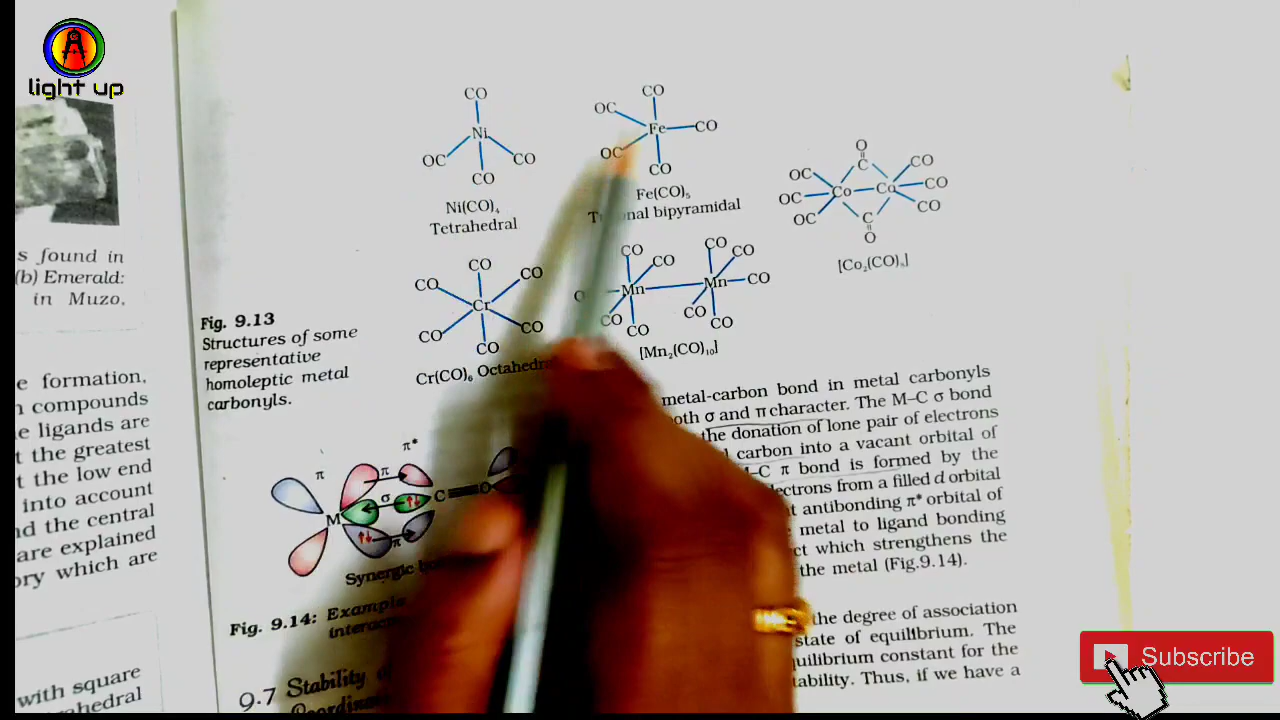 light up
s found in
(b) Emerald:
in Muzo,
e formation,
compounds
e ligands are
t the greatest
t the low end
into account
nd the central
are explained
ory which are
with square
rahedral
CO
Ni
OC
CO
CO
Ni(CO)₄
Tetrahedral
CO
OC
Fe
CO
OC
CO
Fe(CO)₅
bipyramidal
O
C
OC
CO
OC
Co
Co
CO
OC
CO
C
O
[Co₂(CO)₈]
CO
CO
CO
Cr
CO
CO
CO
Cr(CO)₆ Octahedra
CO
CO
CO
CO
Mn
Mn
CO
CO
CO
CO
CO
[Mn₂(CO)₁₀]
Fig. 9.13
Structures of some
representative
homoleptic metal
carbonyls.
metal-carbon bond in metal carbonyls
oth σ and π character. The M–C σ bond
the donation of lone pair of electrons
carbon into a vacant orbital of
–C π bond is formed by the
lectrons from a filled d orbital
t antibonding π* orbital of
metal to ligand bonding
ct which strengthens the
the metal (Fig.9.14).
π
π*
π
σ
M
C
O
π
Synergic
Fig. 9.14: Example
interac
9.7 Stability
the degree of association
state of equilibrium. The
uilibrium constant for the
tability. Thus, if we have a
Subscribe